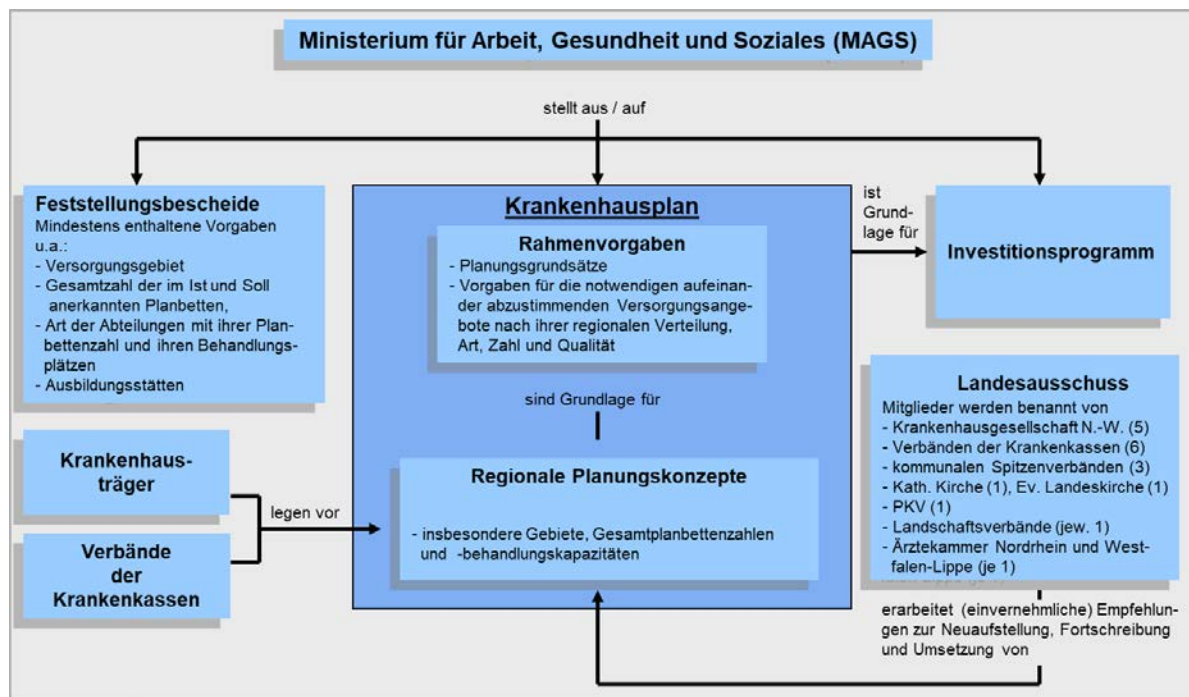 Ministerium für Arbeit, Gesundheit und Soziales (MAGS)
stellt aus / auf
Feststellungsbescheide
Mindestens enthaltene Vorgaben
u.a.:
- Versorgungsgebiet
- Gesamtzahl der im Ist und Soll
anerkannten Planbetten,
- Art der Abteilungen mit ihrer Plan-
bettenzahl und ihren Behandlungs-
plätzen
- Ausbildungsstätten
Krankenhausplan
Rahmenvorgaben
- Planungsgrundsätze
- Vorgaben für die notwendigen aufeinan-
der abzustimmenden Versorgungsange-
bote nach ihrer regionalen Verteilung,
Art, Zahl und Qualität
ist
Grund-
lage für
Investitionsprogramm
sind Grundlage für
Krankenhaus-
träger
Verbände
der
Krankenkassen
legen vor
Regionale Planungskonzepte
- insbesondere Gebiete, Gesamtplanbettenzahlen
und -behandlungskapazitäten
Landesausschuss
Mitglieder werden benannt von
- Krankenhausgesellschaft N.-W. (5)
- Verbänden der Krankenkassen (6)
- kommunalen Spitzenverbänden (3)
- Kath. Kirche (1), Ev. Landeskirche (1)
- PKV (1)
- Landschaftsverbände (jew. 1)
- Ärztekammer Nordrhein und West-
falen-Lippe (je 1)
erarbeitet (einvernehmliche) Empfehlun-
gen zur Neuaufstellung, Fortschreibung
und Umsetzung von